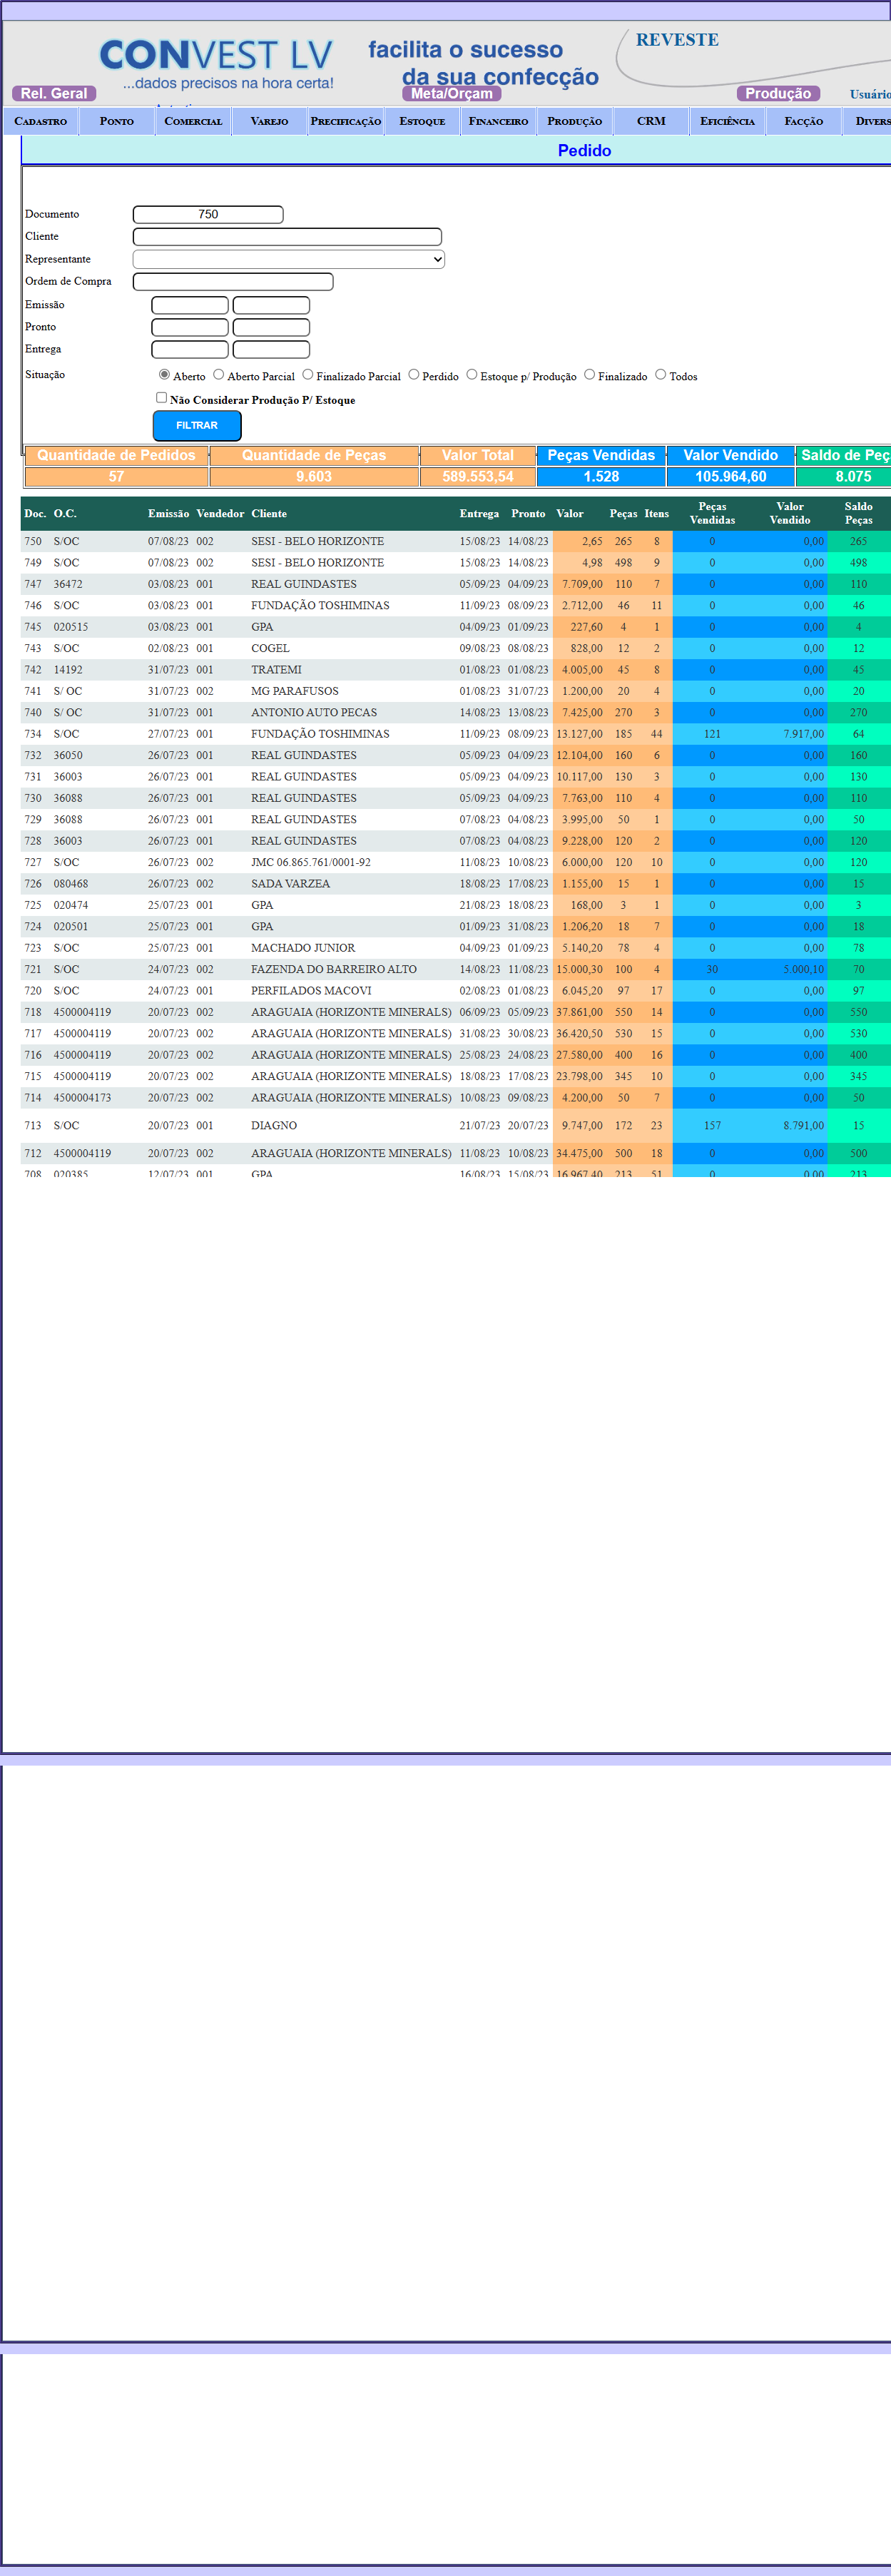 CONVEST LV
...dados precisos na hora certa!
facilita o sucesso
da sua confecção
REVESTE
Rel. Geral Meta/Orçam Produção Usuário
CADASTRO PONTO COMERCIAL VAREJO PRECIFICAÇÃO ESTOQUE FINANCEIRO PRODUÇÃO CRM EFICIÊNCIA FACÇÃO DIVERS
Pedido
Documento 750
Cliente
Representante
Ordem de Compra
Emissão
Pronto
Entrega
Situação Aberto Aberto Parcial Finalizado Parcial Perdido Estoque p/ Produção Finalizado Todos
Não Considerar Produção P/ Estoque
FILTRAR
Quantidade de Pedidos Quantidade de Peças Valor Total Peças Vendidas Valor Vendido Saldo de Peç
57 9.603 589.553,54 1.528 105.964,60 8.075
Doc. O.C. Emissão Vendedor Cliente Entrega Pronto Valor Peças Itens Peças Vendidas Valor Vendido Saldo Peças
750 S/OC 07/08/23 002 SESI - BELO HORIZONTE 15/08/23 14/08/23 2,65 265 8 0 0,00 265
749 S/OC 07/08/23 002 SESI - BELO HORIZONTE 15/08/23 14/08/23 4,98 498 9 0 0,00 498
747 36472 03/08/23 001 REAL GUINDASTES 05/09/23 04/09/23 7.709,00 110 7 0 0,00 110
746 S/OC 03/08/23 001 FUNDAÇÃO TOSHIMINAS 11/09/23 08/09/23 2.712,00 46 11 0 0,00 46
745 020515 03/08/23 001 GPA 04/09/23 01/09/23 227,60 4 1 0 0,00 4
743 S/OC 02/08/23 001 COGEL 09/08/23 08/08/23 828,00 12 2 0 0,00 12
742 14192 31/07/23 001 TRATEMI 01/08/23 01/08/23 4.005,00 45 8 0 0,00 45
741 S/ OC 31/07/23 002 MG PARAFUSOS 01/08/23 31/07/23 1.200,00 20 4 0 0,00 20
740 S/ OC 31/07/23 001 ANTONIO AUTO PECAS 14/08/23 13/08/23 7.425,00 270 3 0 0,00 270
734 S/OC 27/07/23 001 FUNDAÇÃO TOSHIMINAS 11/09/23 08/09/23 13.127,00 185 44 121 7.917,00 64
732 36050 26/07/23 001 REAL GUINDASTES 05/09/23 04/09/23 12.104,00 160 6 0 0,00 160
731 36003 26/07/23 001 REAL GUINDASTES 05/09/23 04/09/23 10.117,00 130 3 0 0,00 130
730 36088 26/07/23 001 REAL GUINDASTES 05/09/23 04/09/23 7.763,00 110 4 0 0,00 110
729 36088 26/07/23 001 REAL GUINDASTES 07/08/23 04/08/23 3.995,00 50 1 0 0,00 50
728 36003 26/07/23 001 REAL GUINDASTES 07/08/23 04/08/23 9.228,00 120 2 0 0,00 120
727 S/OC 26/07/23 002 JMC 06.865.761/0001-92 11/08/23 10/08/23 6.000,00 120 10 0 0,00 120
726 080468 26/07/23 002 SADA VARZEA 18/08/23 17/08/23 1.155,00 15 1 0 0,00 15
725 020474 25/07/23 001 GPA 21/08/23 18/08/23 168,00 3 1 0 0,00 3
724 020501 25/07/23 001 GPA 01/09/23 31/08/23 1.206,20 18 7 0 0,00 18
723 S/OC 25/07/23 001 MACHADO JUNIOR 04/09/23 01/09/23 5.140,20 78 4 0 0,00 78
721 S/OC 24/07/23 002 FAZENDA DO BARREIRO ALTO 14/08/23 11/08/23 15.000,30 100 4 30 5.000,10 70
720 S/OC 24/07/23 001 PERFILADOS MACOVI 02/08/23 01/08/23 6.045,20 97 17 0 0,00 97
718 4500004119 20/07/23 002 ARAGUAIA (HORIZONTE MINERALS) 06/09/23 05/09/23 37.861,00 550 14 0 0,00 550
717 4500004119 20/07/23 002 ARAGUAIA (HORIZONTE MINERALS) 31/08/23 30/08/23 36.420,50 530 15 0 0,00 530
716 4500004119 20/07/23 002 ARAGUAIA (HORIZONTE MINERALS) 25/08/23 24/08/23 27.580,00 400 16 0 0,00 400
715 4500004119 20/07/23 002 ARAGUAIA (HORIZONTE MINERALS) 18/08/23 17/08/23 23.798,00 345 10 0 0,00 345
714 4500004173 20/07/23 002 ARAGUAIA (HORIZONTE MINERALS) 10/08/23 09/08/23 4.200,00 50 7 0 0,00 50
713 S/OC 20/07/23 001 DIAGNO 21/07/23 20/07/23 9.747,00 172 23 157 8.791,00 15
712 4500004119 20/07/23 002 ARAGUAIA (HORIZONTE MINERALS) 11/08/23 10/08/23 34.475,00 500 18 0 0,00 500
708 020385 12/07/23 001 GPA 16/08/23 15/08/23 16.967,40 213 51 0 0,00 213